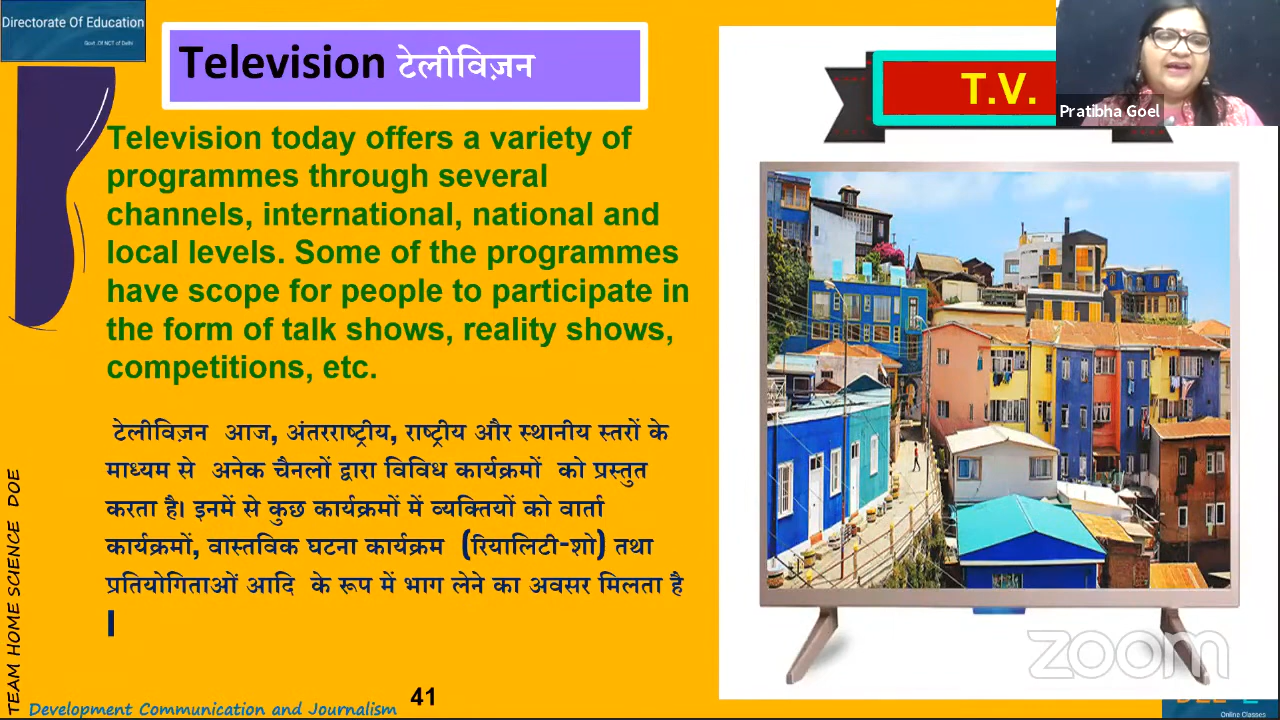 Directorate Of Education
Govt. Of NCT of Delhi
Television टेलीविज़न
Television today offers a variety of
programmes through several
channels, international, national and
local levels. Some of the programmes
have scope for people to participate in
the form of talk shows, reality shows,
competitions, etc.
टेलीविज़न आज, अंतरराष्ट्रीय, राष्ट्रीय और स्थानीय स्तरों के
माध्यम से अनेक चैनलों द्वारा विविध कार्यक्रमों को प्रस्तुत
करता है। इनमें से कुछ कार्यक्रमों में व्यक्तियों को वार्ता
कार्यक्रमों, वास्तविक घटना कार्यक्रम (रियालिटी-शो) तथा
प्रतियोगिताओं आदि के रूप में भाग लेने का अवसर मिलता है
।
T.V.
Pratibha Goel
zoom
Online Classes
TEAM HOME SCIENCE DOE
Development Communication and Journalism
41